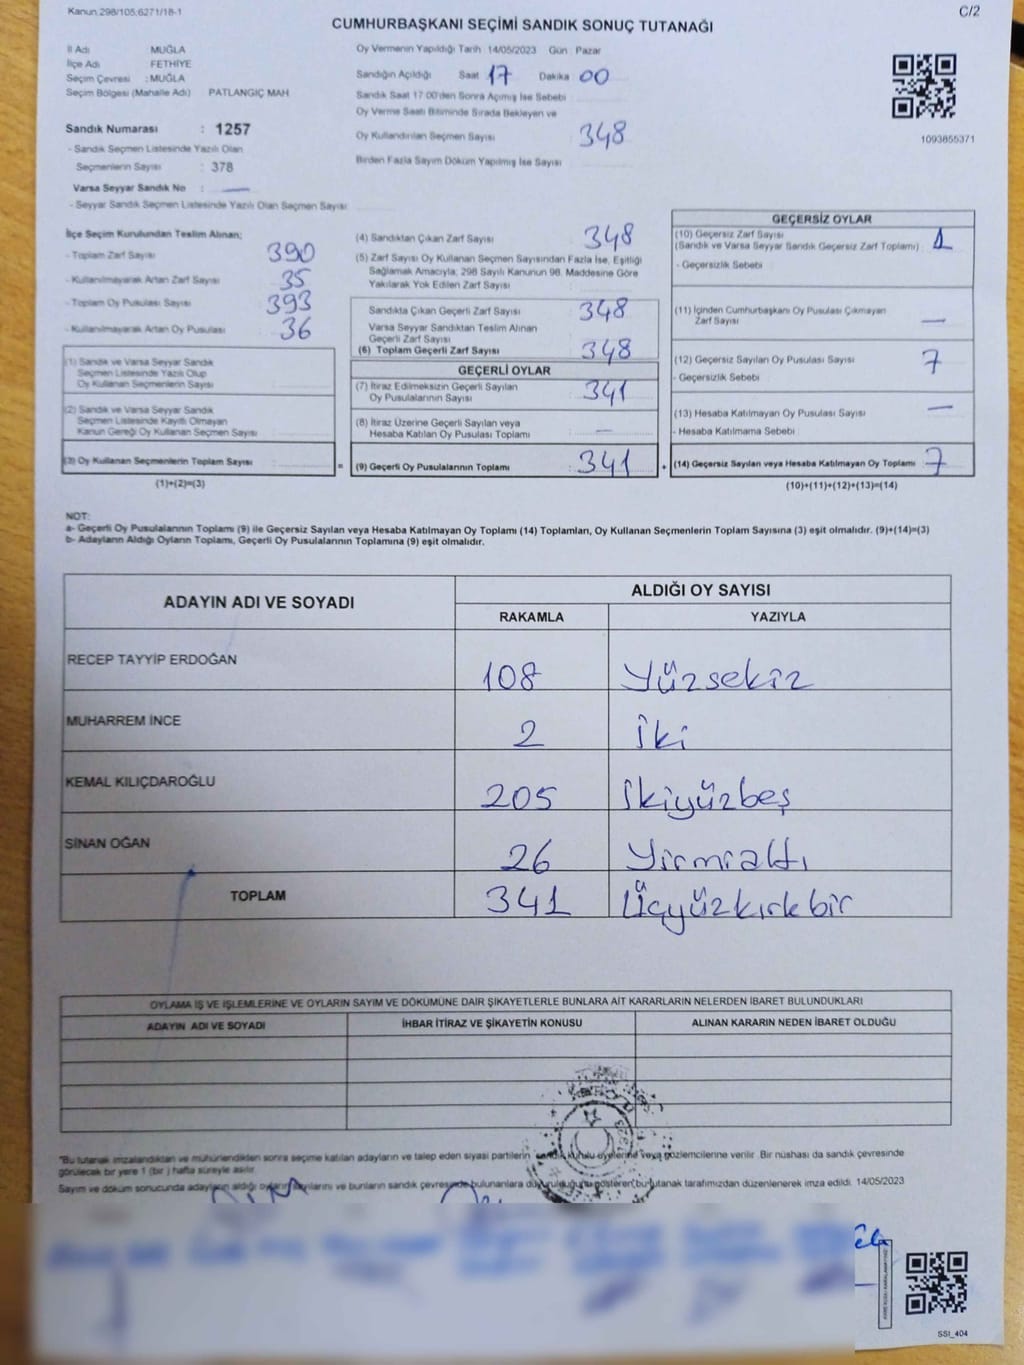 Kanun:298/105;6271/18-1
C/2
CUMHURBAŞKANI SEÇİMİ SANDIK SONUÇ TUTANAĞI
İl Adı MUĞLA
İlçe Adı FETHİYE
Seçim Çevresi : MUĞLA
Seçim Bölgesi (Mahalle Adı) PATLANGIÇ MAH
Sandık Numarası : 1257
- Sandık Seçmen Listesinde Yazılı Olan
Seçmenlerin Sayısı : 378
Varsa Seyyar Sandık No : —
- Seyyar Sandık Seçmen Listesinde Yazılı Olan Seçmen Sayısı
Oy Vermenin Yapıldığı Tarih 14/05/2023 Gün : Pazar
Sandığın Açıldığı Saat 17 Dakika 00
Sandık Saat 17:00'den Sonra Açımış İse Sebebi
Oy Verme Saati Bitiminde Sırada Bekleyen ve
Oy Kullandırılan Seçmen Sayısı : 348
Birden Fazla Sayım Döküm Yapılmış İse Sayısı
1093855371
İlçe Seçim Kurulundan Teslim Alınan;
- Toplam Zarf Sayısı 390
- Kullanılmayarak Artan Zarf Sayısı 35
- Toplam Oy Pusulası Sayısı 393
- Kullanılmayarak Artan Oy Pusulası 36
(1) Sandık ve Varsa Seyyar Sandık
Seçmen Listesinde Yazılı Olup
Oy Kullanan Seçmenlerin Sayısı
(2) Sandık ve Varsa Seyyar Sandık
Seçmen Listesinde Kayıtlı Olmayan
Kanun Gereği Oy Kullanan Seçmen Sayısı
(3) Oy Kullanan Seçmenlerin Toplam Sayısı :
(1)+(2)=(3)
(4) Sandıktan Çıkan Zarf Sayısı : 348
(5) Zarf Sayısı Oy Kullanan Seçmen Sayısından Fazla İse, Eşitliği
Sağlamak Amacıyla; 298 Sayılı Kanunun 98. Maddesine Göre
Yakılarak Yok Edilen Zarf Sayısı
Sandıkta Çıkan Geçerli Zarf Sayısı : 348
Varsa Seyyar Sandıktan Teslim Alınan
Geçerli Zarf Sayısı
(6) Toplam Geçerli Zarf Sayısı : 348
GEÇERLİ OYLAR
(7) İtiraz Edilmeksizin Geçerli Sayılan
Oy Pusulalarının Sayısı : 341
(8) İtiraz Üzerine Geçerli Sayılan veya
Hesaba Katılan Oy Pusulası Toplamı : —
= (9) Geçerli Oy Pusulalarının Toplamı : 341 +
GEÇERSİZ OYLAR
(10) Geçersiz Zarf Sayısı
(Sandık ve Varsa Seyyar Sandık Geçersiz Zarf Toplamı) : 1
- Geçersizlik Sebebi
(11) İçinden Cumhurbaşkanı Oy Pusulası Çıkmayan
Zarf Sayısı —
(12) Geçersiz Sayılan Oy Pusulası Sayısı : 7
- Geçersizlik Sebebi
(13) Hesaba Katılmayan Oy Pusulası Sayısı : —
- Hesaba Katılmama Sebebi
(14) Geçersiz Sayılan veya Hesaba Katılmayan Oy Toplamı : 7
(10)+(11)+(12)+(13)=(14)
NOT:
a- Geçerli Oy Pusulalarının Toplamı (9) ile Geçersiz Sayılan veya Hesaba Katılmayan Oy Toplamı (14) Toplamları, Oy Kullanan Seçmenlerin Toplam Sayısına (3) eşit olmalıdır. (9)+(14)=(3)
b- Adayların Aldığı Oyların Toplamı, Geçerli Oy Pusulalarının Toplamına (9) eşit olmalıdır.
ADAYIN ADI VE SOYADI ALDIĞI OY SAYISI
RAKAMLA YAZIYLA
RECEP TAYYİP ERDOĞAN 108 Yüzsekiz
MUHARREM İNCE 2 İki
KEMAL KILIÇDAROĞLU 205 İkiyüzbeş
SİNAN OĞAN 26 Yirmialtı
TOPLAM 341 Üçyüzkırkbir
OYLAMA İŞ VE İŞLEMLERİNE VE OYLARIN SAYIM VE DÖKÜMÜNE DAİR ŞİKAYETLERLE BUNLARA AİT KARARLARIN NELERDEN İBARET BULUNDUKLARI
ADAYIN ADI VE SOYADI İHBAR İTİRAZ VE ŞİKAYETİN KONUSU ALINAN KARARIN NEDEN İBARET OLDUĞU
"Bu tutanak imzalandıktan ve mühürlendikten sonra seçime katılan adayların ve talep eden siyasi partilerin sandık kurulu üyelerine veya gözlemcilerine verilir. Bir nüshası da sandık çevresinde
görülecek bir yere 1 (bir) hafta süreyle asılır.
Sayım ve döküm sonucunda adayların aldığı oyların sayılarını ve bunların sandık çevresinde bulunanlara duyurulduğunu gösteren bu tutanak tarafımızdan düzenlenerek imza edildi. 14/05/2023
SSI_404